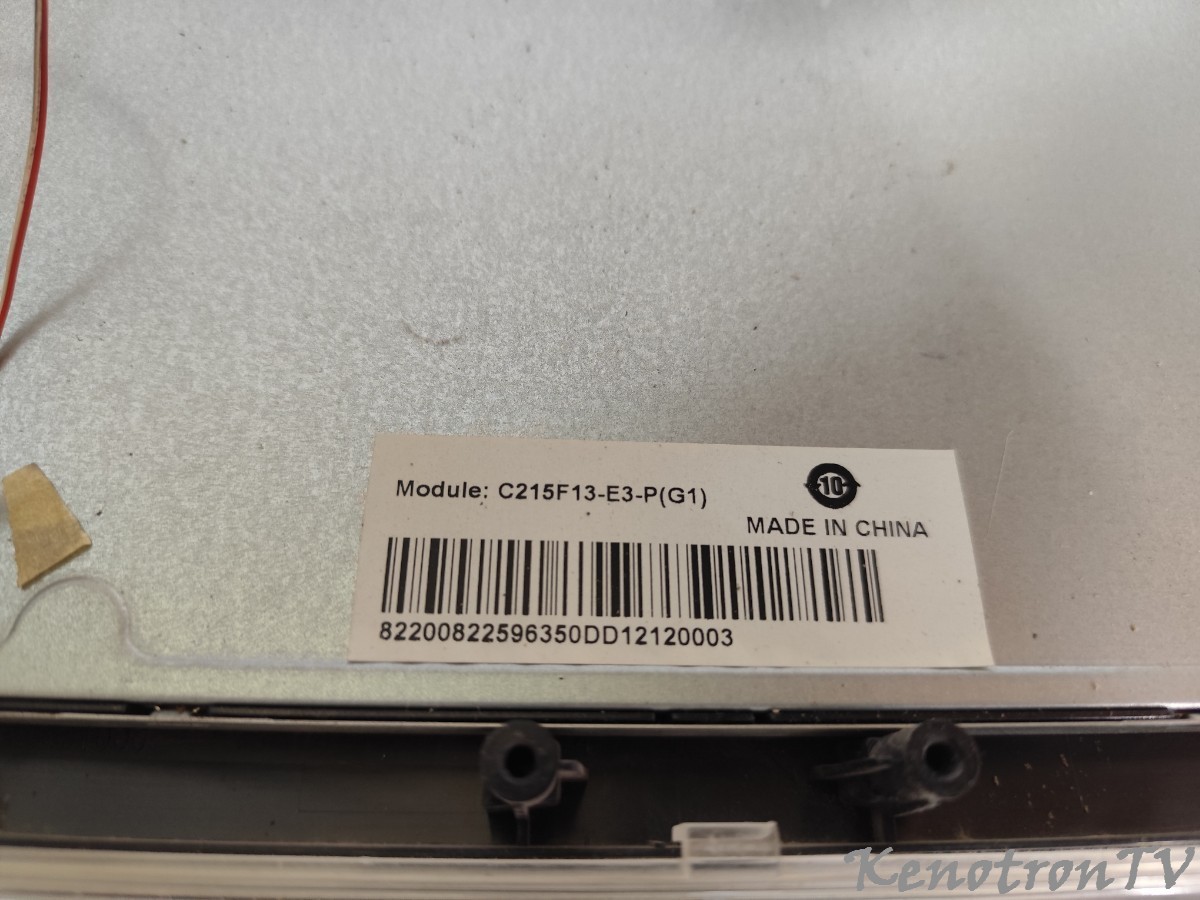 Module: C215F13-E3-P(G1)
10
MADE IN CHINA
82200822596350DD12120003
KenotronTV